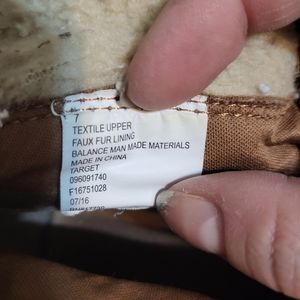 7
TEXTILE UPPER
FAUX FUR LINING
BALANCE MAN MADE MATERIALS
MADE IN CHINA
TARGET
096091740
F16751028
07/16